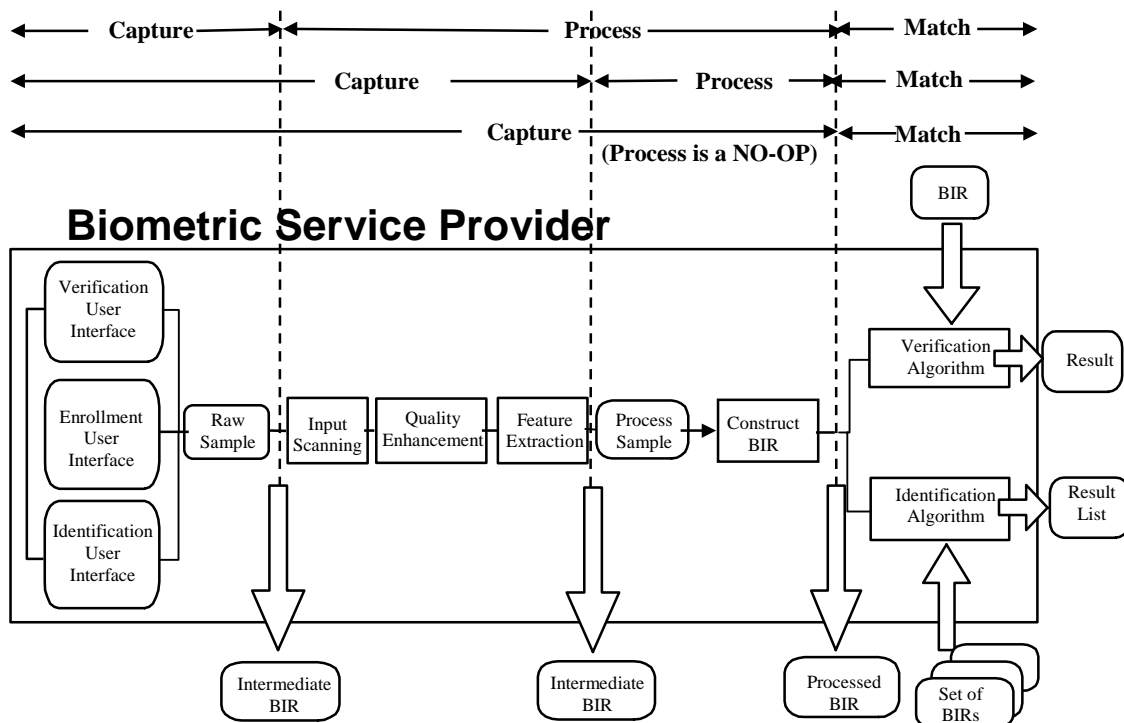 Capture Process Match
Capture Process Match
Capture Match
(Process is a NO-OP)
BIR
Biometric Service Provider
Verification
User
Interface
Enrollment
User
Interface
Identification
User
Interface
Raw
Sample
Input
Scanning
Quality
Enhancement
Feature
Extraction
Process
Sample
Construct
BIR
Verification
Algorithm
Result
Identification
Algorithm
Result
List
Intermediate
BIR
Intermediate
BIR
Processed
BIR
Set of
BIRs